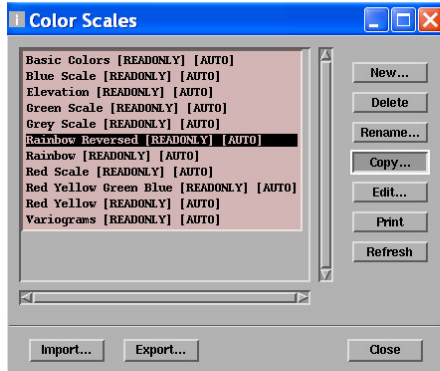 Color Scales
Basic Colors [READONLY] [AUTO]
Blue Scale [READONLY] [AUTO]
Elevation [READONLY] [AUTO]
Green Scale [READONLY] [AUTO]
Grey Scale [READONLY] [AUTO]
Rainbow Reversed [READONLY] [AUTO]
Rainbow [READONLY] [AUTO]
Red Scale [READONLY] [AUTO]
Red Yellow Green Blue [READONLY] [AUTO]
Red Yellow [READONLY] [AUTO]
Variograms [READONLY] [AUTO]
New...
Delete
Rename...
Copy...
Edit...
Print
Refresh
Import...
Export...
Close